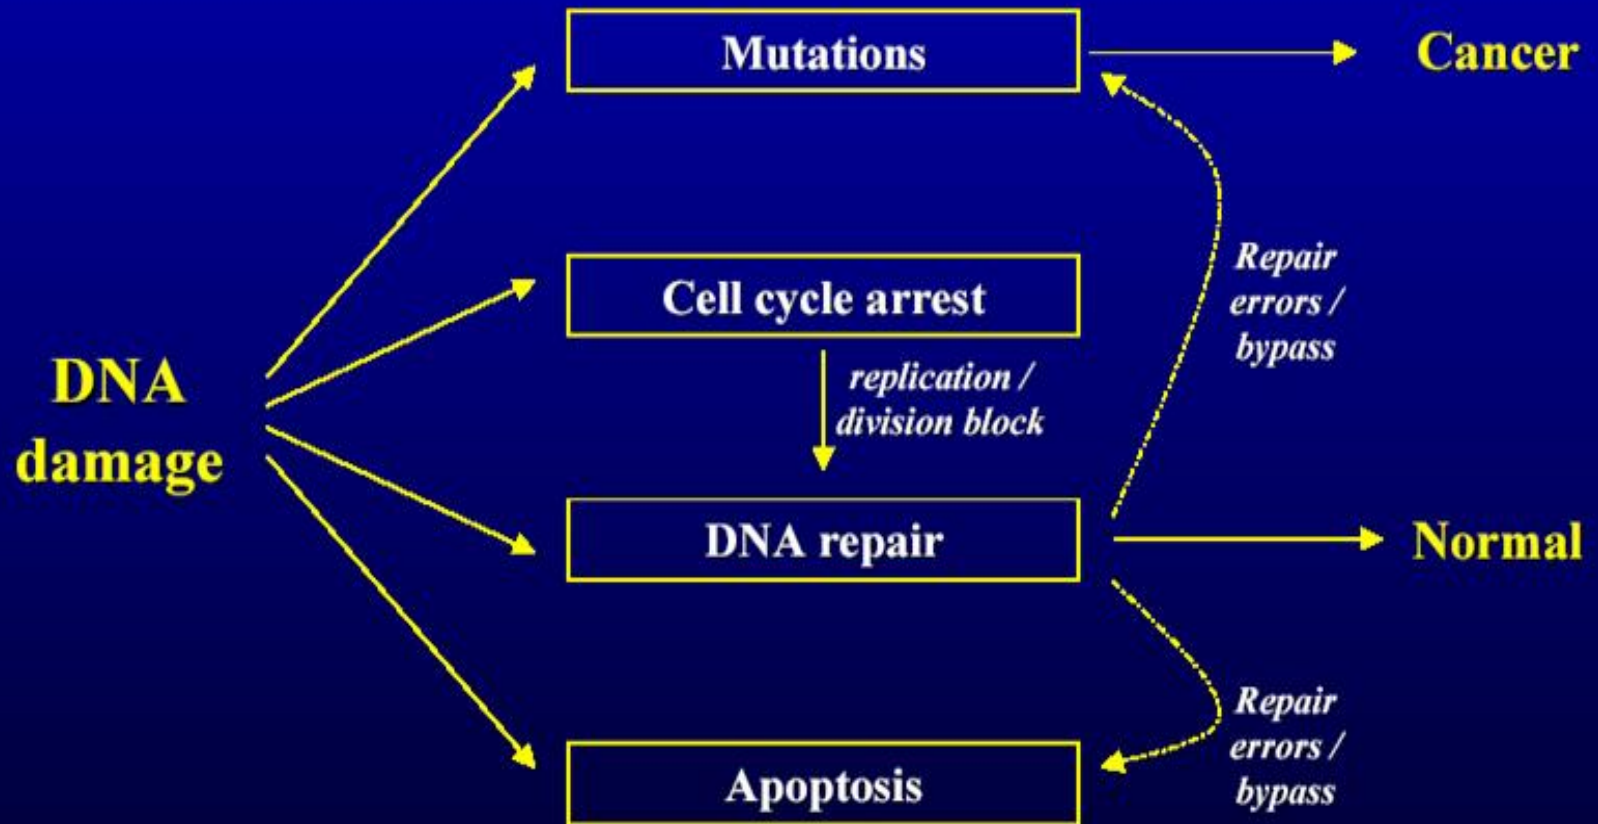 Mutations
Cancer
Cell cycle arrest
Repair
errors /
bypass
replication /
division block
DNA
damage
DNA repair
Normal
Repair
errors /
bypass
Apoptosis